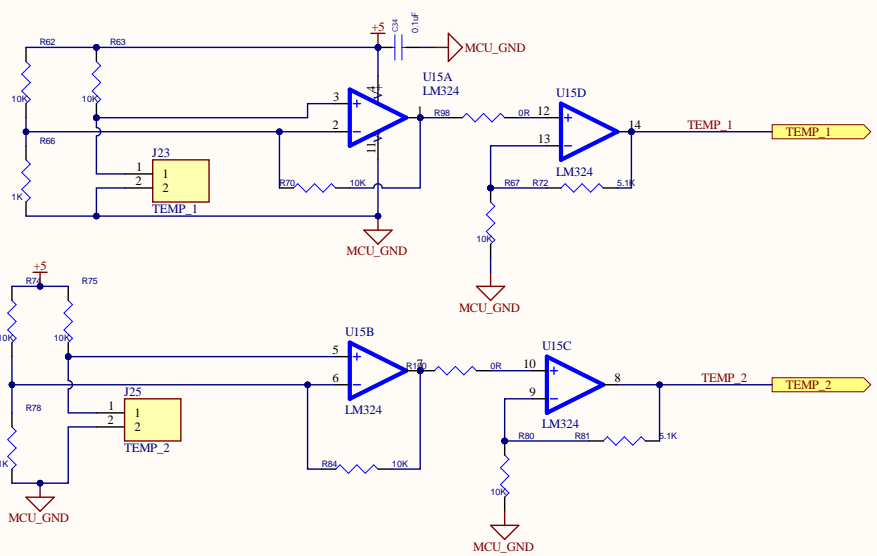 +5
C34
0.1uF
MCU_GND
R62
R63
10K
10K
U15A
LM324
3
2
4
V+
11
V-
1
R98
0R
U15D
12
13
14
LM324
TEMP_1
TEMP_1
R66
1K
J23
1
2
1
2
TEMP_1
R70
10K
R67
R72
5.1K
10K
MCU_GND
MCU_GND
+5
R74
R75
10K
10K
U15B
5
6
7
LM324
R100
0R
U15C
10
9
8
LM324
TEMP_2
TEMP_2
R78
1K
J25
1
2
1
2
TEMP_2
R84
10K
R80
R81
5.1K
10K
MCU_GND
MCU_GND